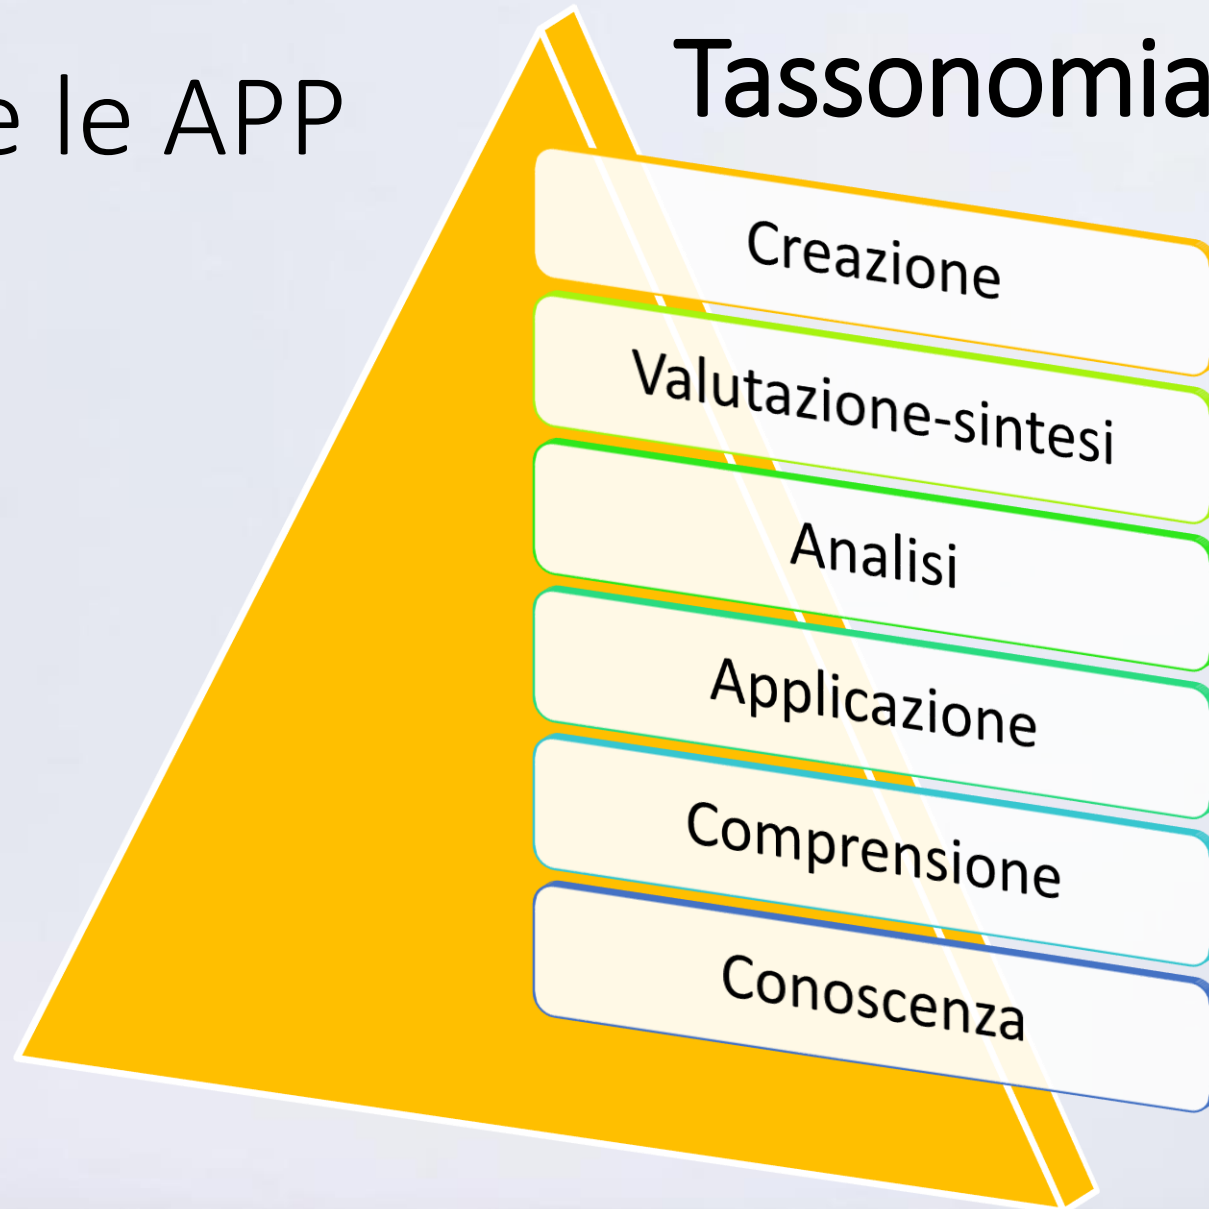 e le APP
Tassonomia
Creazione
Valutazione-sintesi
Analisi
Applicazione
Comprensione
Conoscenza